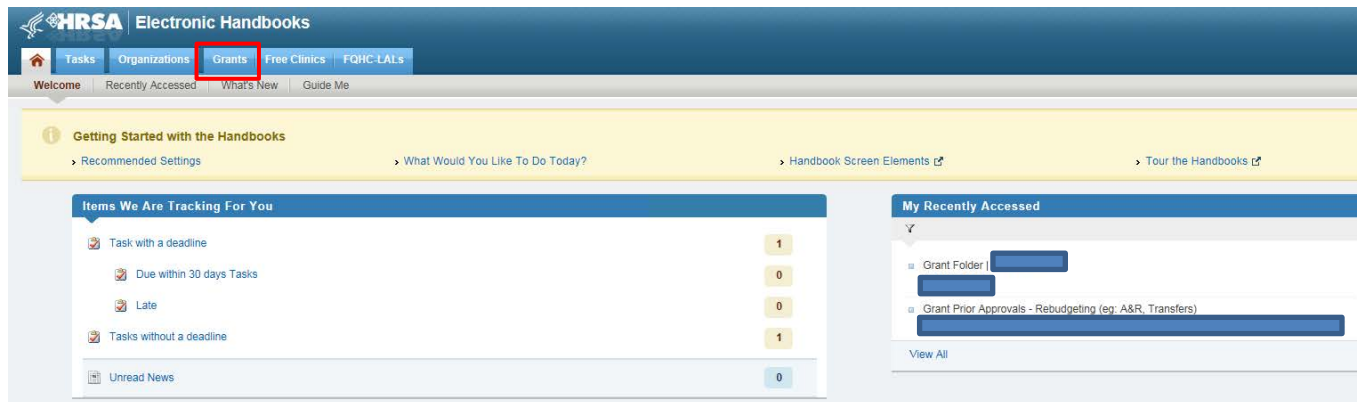 HRSA Electronic Handbooks
Tasks Organizations Grants Free Clinics FQHC-LALs
Welcome Recently Accessed What's New Guide Me
Getting Started with the Handbooks
Recommended Settings What Would You Like To Do Today? Handbook Screen Elements Tour the Handbooks
Items We Are Tracking For You
Task with a deadline 1
Due within 30 days Tasks 0
Late 0
Tasks without a deadline 1
Unread News 0
My Recently Accessed
Grant Folder |
Grant Prior Approvals - Rebudgeting (eg: A&R, Transfers)
View All